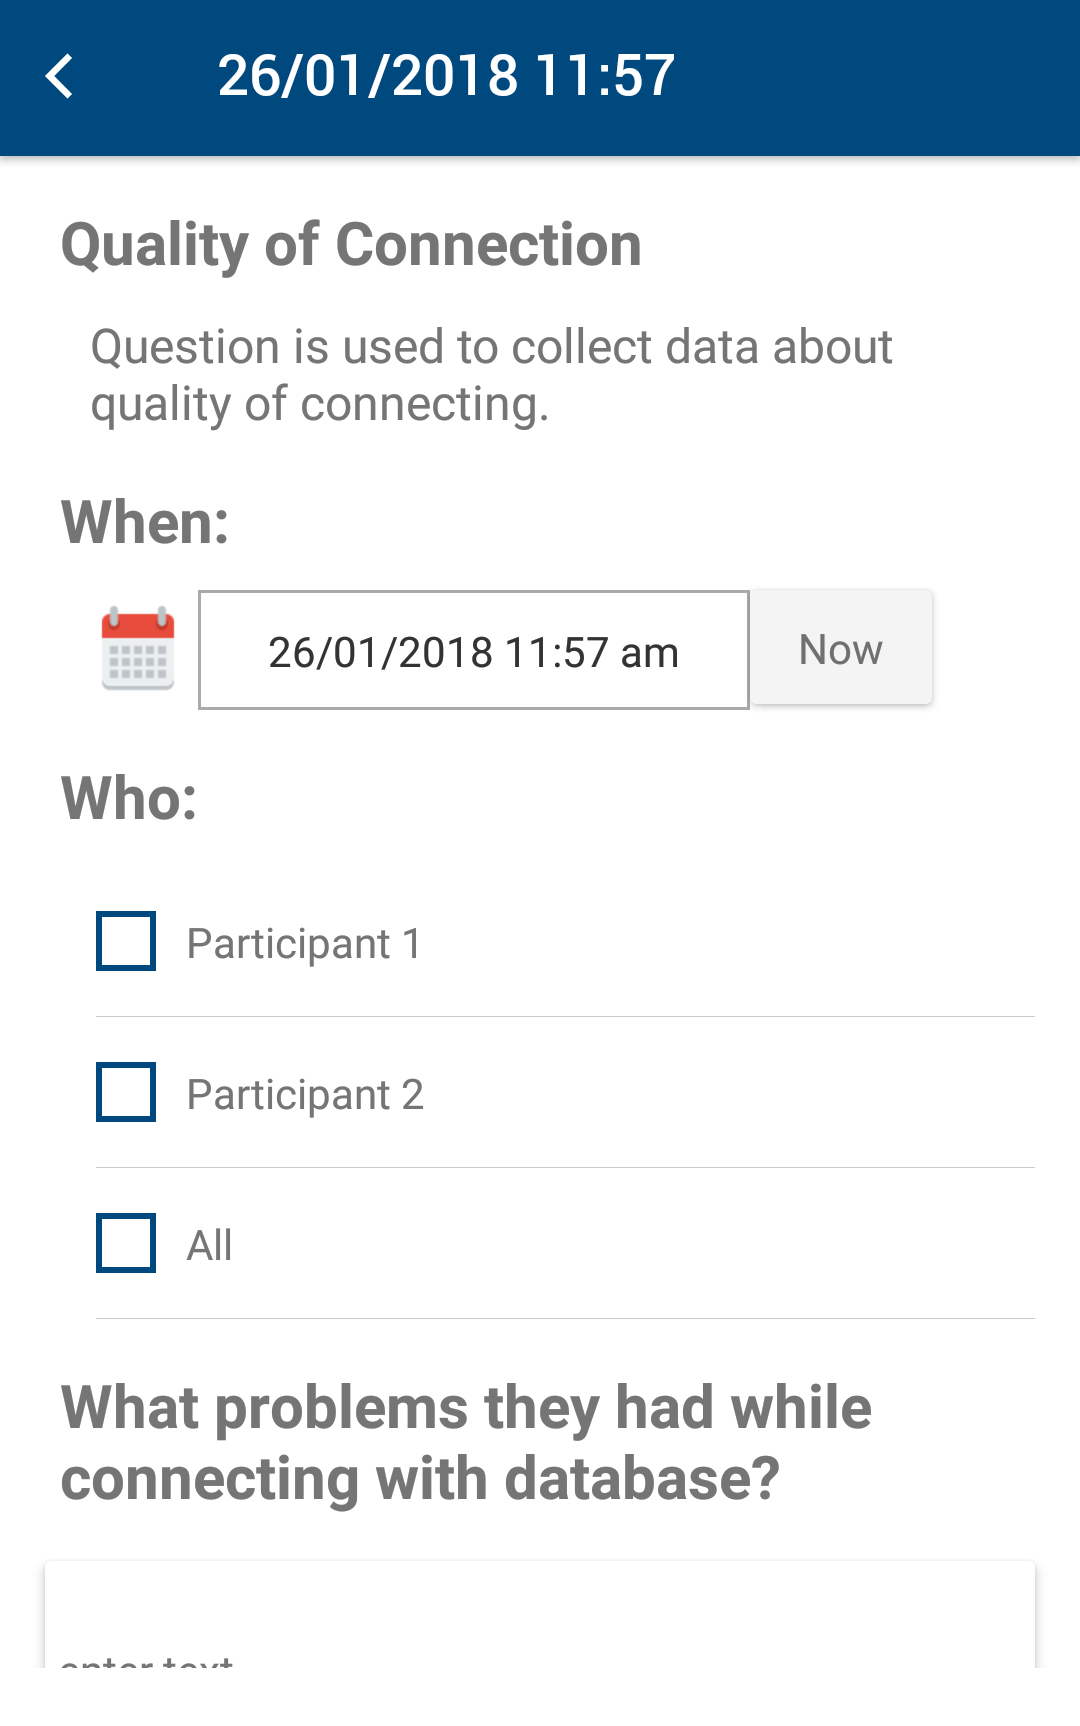 26/01/2018 11:57
Quality of Connection
Question is used to collect data about
quality of connecting.
When:
26/01/2018 11:57 am
Now
Who:
Participant 1
Participant 2
All
What problems they had while
connecting with database?
enter text